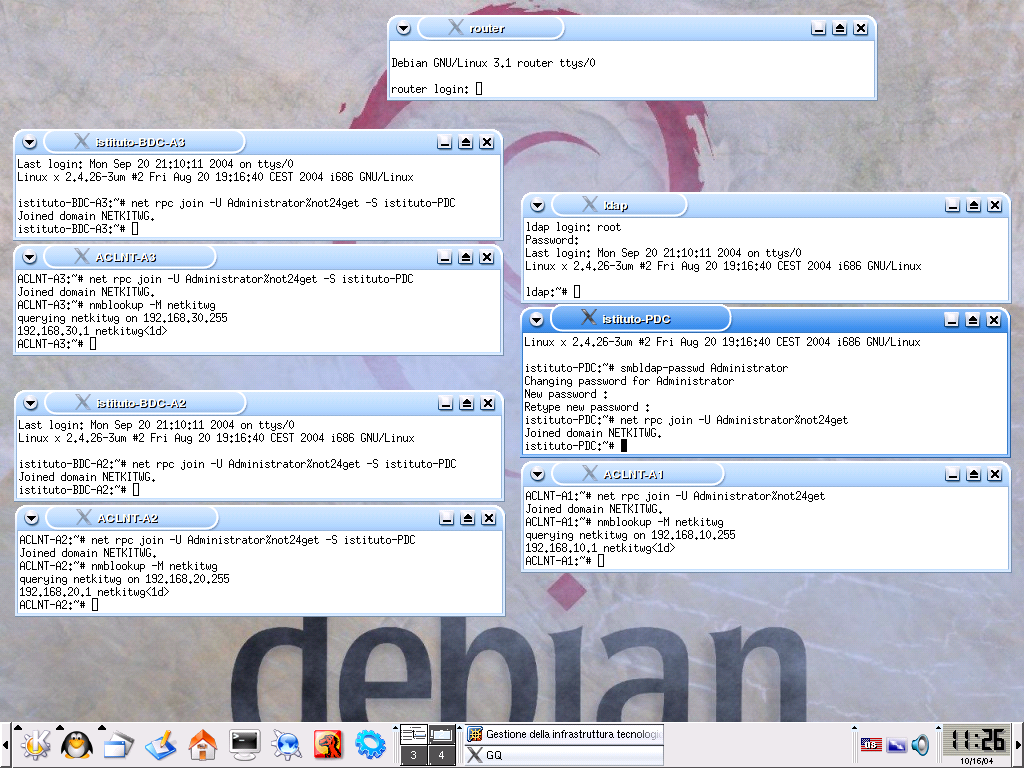 router
Debian GNU/Linux 3.1 router ttys/0
router login:
istituto-BDC-A3
Last login: Mon Sep 20 21:10:11 2004 on ttys/0
Linux x 2.4.26-3um #2 Fri Aug 20 19:16:40 CEST 2004 i686 GNU/Linux
istituto-BDC-A3:~# net rpc join -U Administrator%not24get -S istituto-PDC
Joined domain NETKITWG.
istituto-BDC-A3:~#
ACLNT-A3
ACLNT-A3:~# net rpc join -U Administrator%not24get -S istituto-PDC
Joined domain NETKITWG.
ACLNT-A3:~# nmblookup -M netkitwg
querying netkitwg on 192.168.30.255
192.168.30.1 netkitwg<1d>
ACLNT-A3:~#
istituto-BDC-A2
Last login: Mon Sep 20 21:10:11 2004 on ttys/0
Linux x 2.4.26-3um #2 Fri Aug 20 19:16:40 CEST 2004 i686 GNU/Linux
istituto-BDC-A2:~# net rpc join -U Administrator%not24get -S istituto-PDC
Joined domain NETKITWG.
istituto-BDC-A2:~#
ACLNT-A2
ACLNT-A2:~# net rpc join -U Administrator%not24get -S istituto-PDC
Joined domain NETKITWG.
ACLNT-A2:~# nmblookup -M netkitwg
querying netkitwg on 192.168.20.255
192.168.20.1 netkitwg<1d>
ACLNT-A2:~#
ldap
ldap login: root
Password:
Last login: Mon Sep 20 21:10:11 2004 on ttys/0
Linux x 2.4.26-3um #2 Fri Aug 20 19:16:40 CEST 2004 i686 GNU/Linux
ldap:~#
istituto-PDC
Linux x 2.4.26-3um #2 Fri Aug 20 19:16:40 CEST 2004 i686 GNU/Linux
istituto-PDC:~# smbldap-passwd Administrator
Changing password for Administrator
New password :
Retype new password :
istituto-PDC:~# net rpc join -U Administrator%not24get
Joined domain NETKITWG.
istituto-PDC:~#
ACLNT-A1
ACLNT-A1:~# net rpc join -U Administrator%not24get
Joined domain NETKITWG.
ACLNT-A1:~# nmblookup -M netkitwg
querying netkitwg on 192.168.10.255
192.168.10.1 netkitwg<1d>
ACLNT-A1:~#
debian
3 4
Gestione della infrastruttura tecnologi
GQ
us
11:26
10/16/04